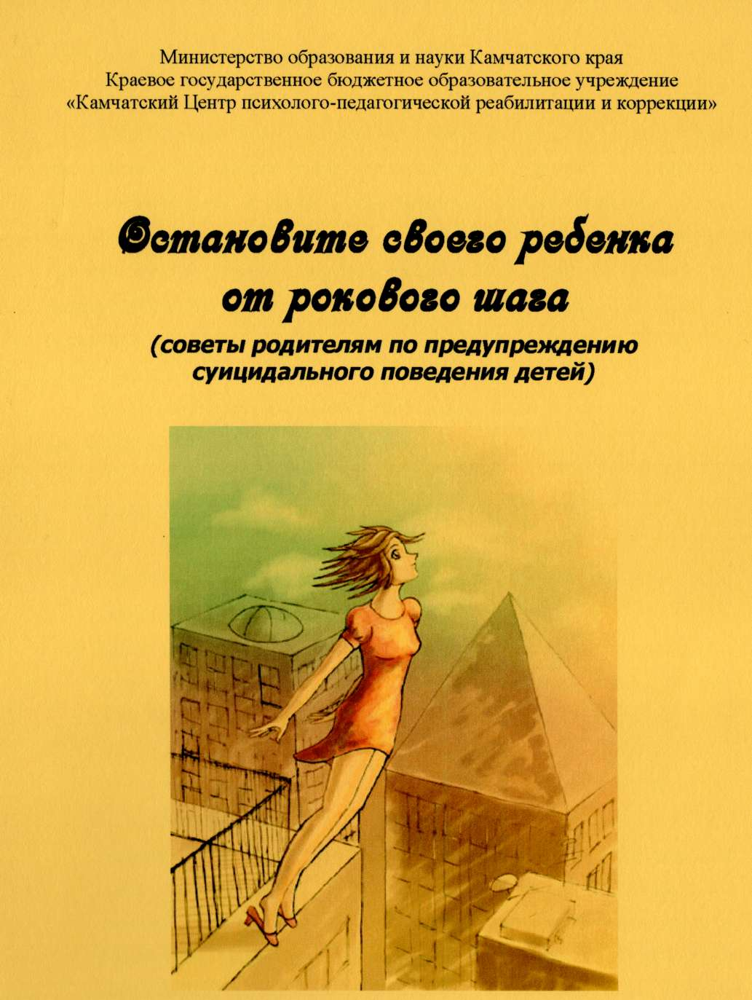 Министерство образования и науки Камчатского края
Краевое государственное бюджетное образовательное учреждение
«Камчатский Центр психолого-педагогической реабилитации и коррекции»
Остановите своего ребенка
от рокового шага
(советы родителям по предупреждению
суицидального поведения детей)